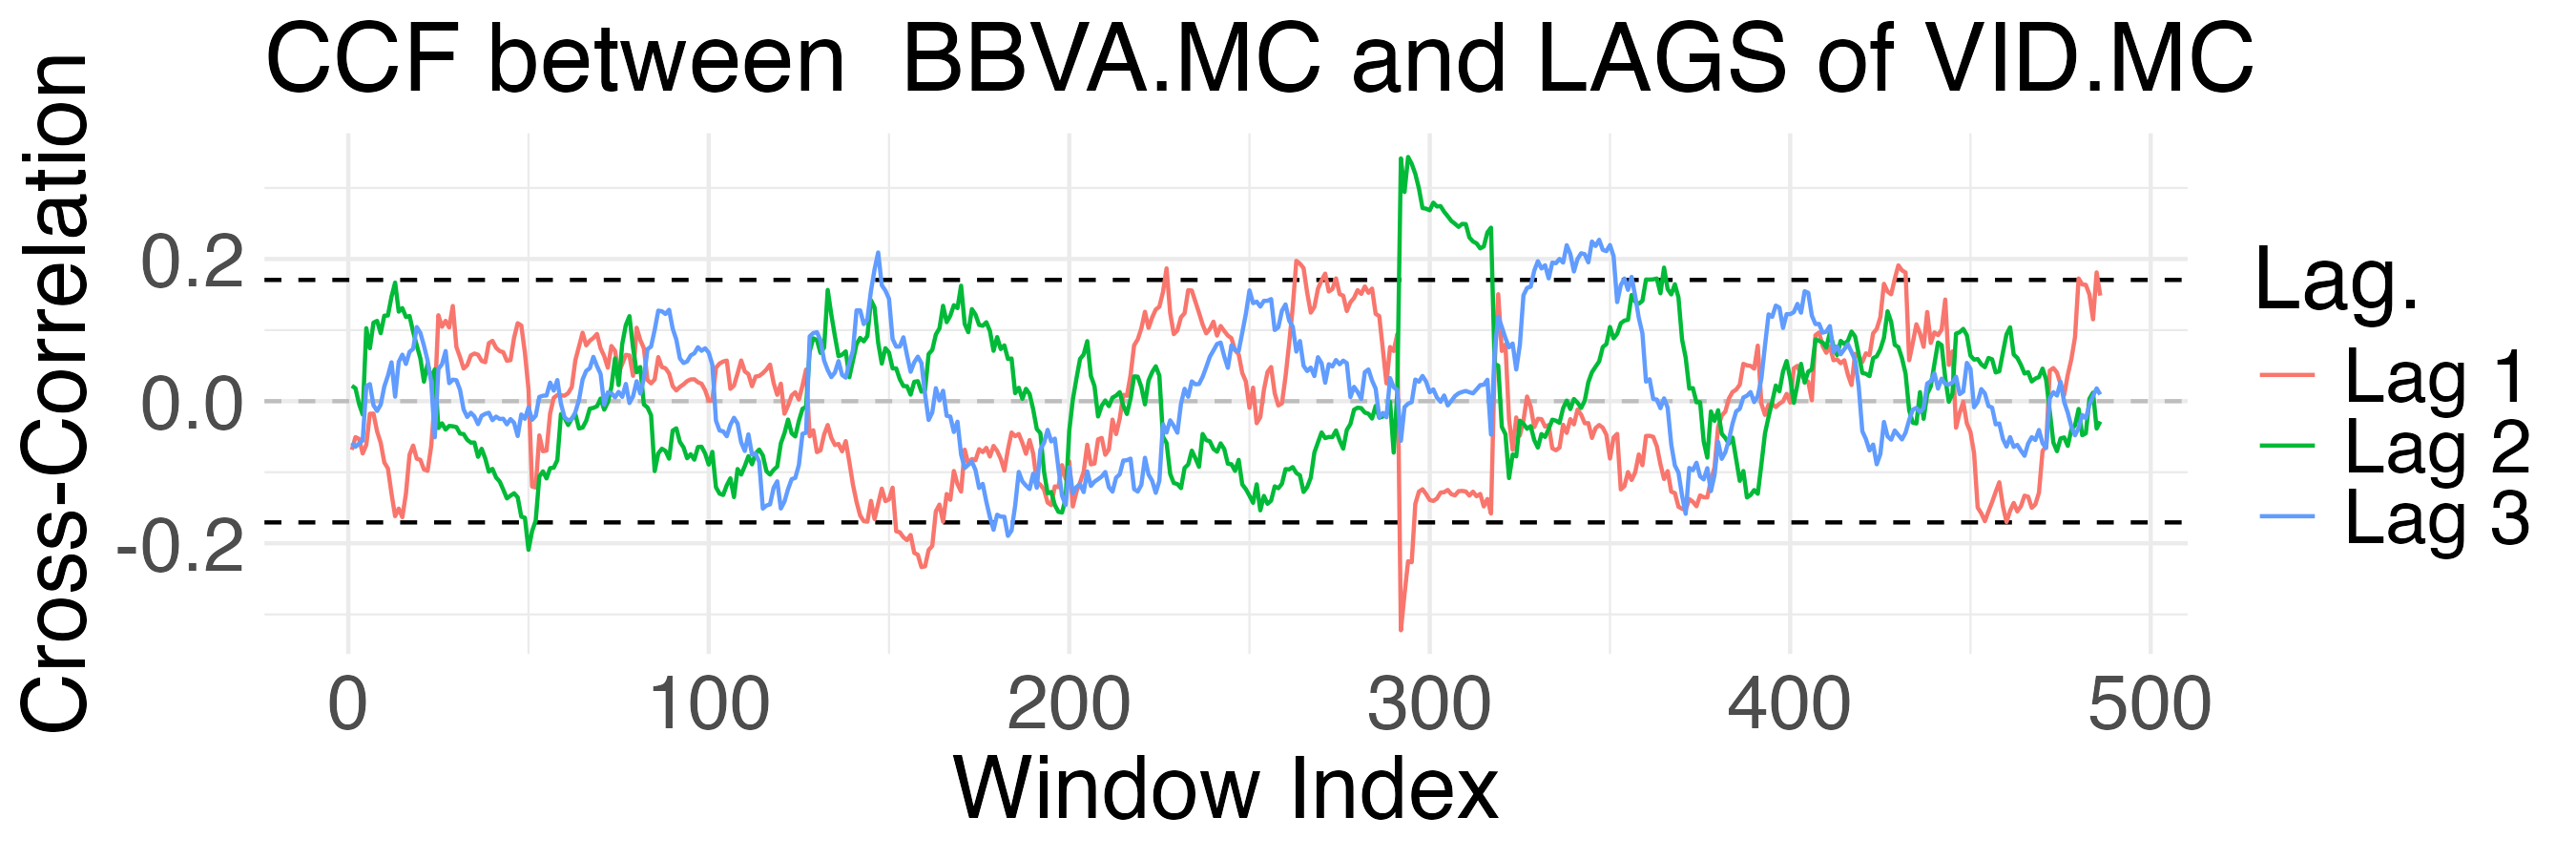 CCF between  BBVA.MC and LAGS of VID.MC
Cross-Correlation
0.2
0.0
-0.2
0 100 200 300 400 500
Window Index
Lag.
Lag 1
Lag 2
Lag 3